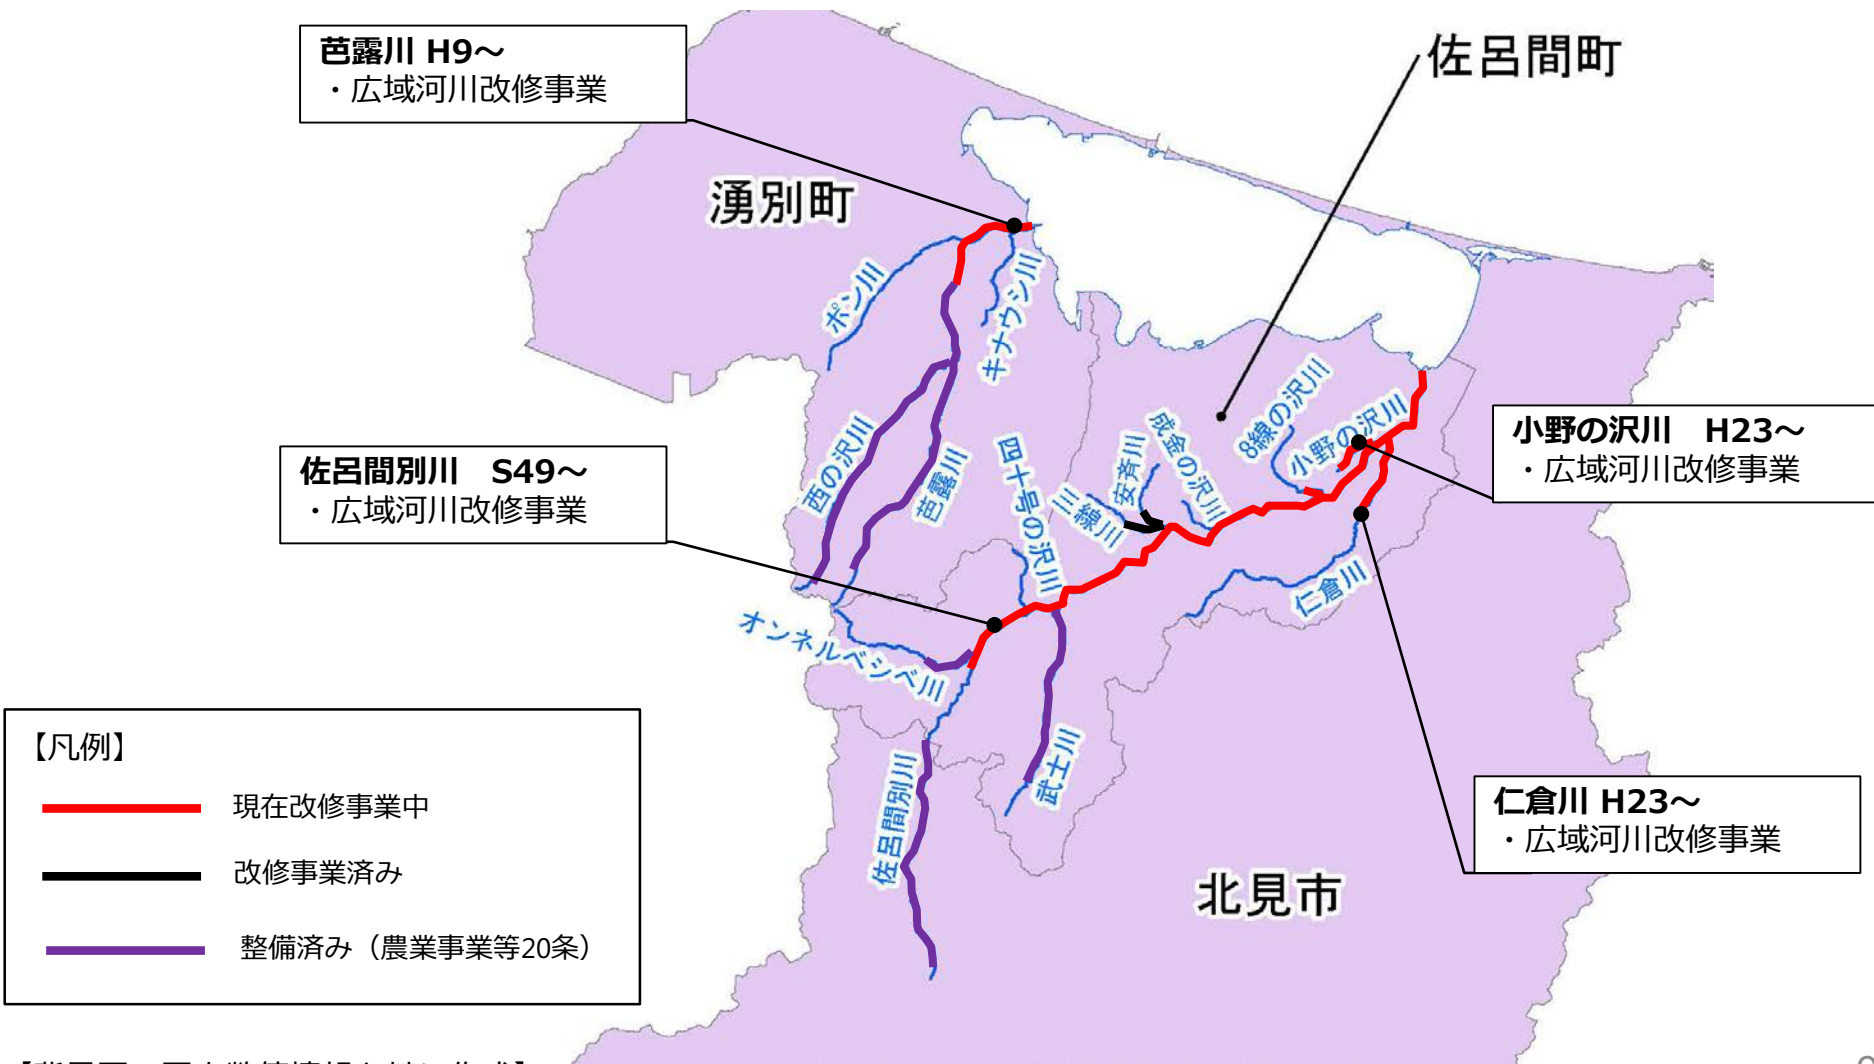 芭露川 H9～
・広域河川改修事業
佐呂間町
湧別町
ポン川
キナウシ川
8線の沢川
小野の沢川
小野の沢川 H23～
・広域河川改修事業
佐呂間別川 S49～
・広域河川改修事業
西の沢川
芭露川
四十号の沢川
三線川
安斉川
成金の沢川
仁倉川
オンネルベシベ川
武士川
佐呂間別川
仁倉川 H23～
・広域河川改修事業
北見市
【凡例】
現在改修事業中
改修事業済み
整備済み（農業事業等20条）